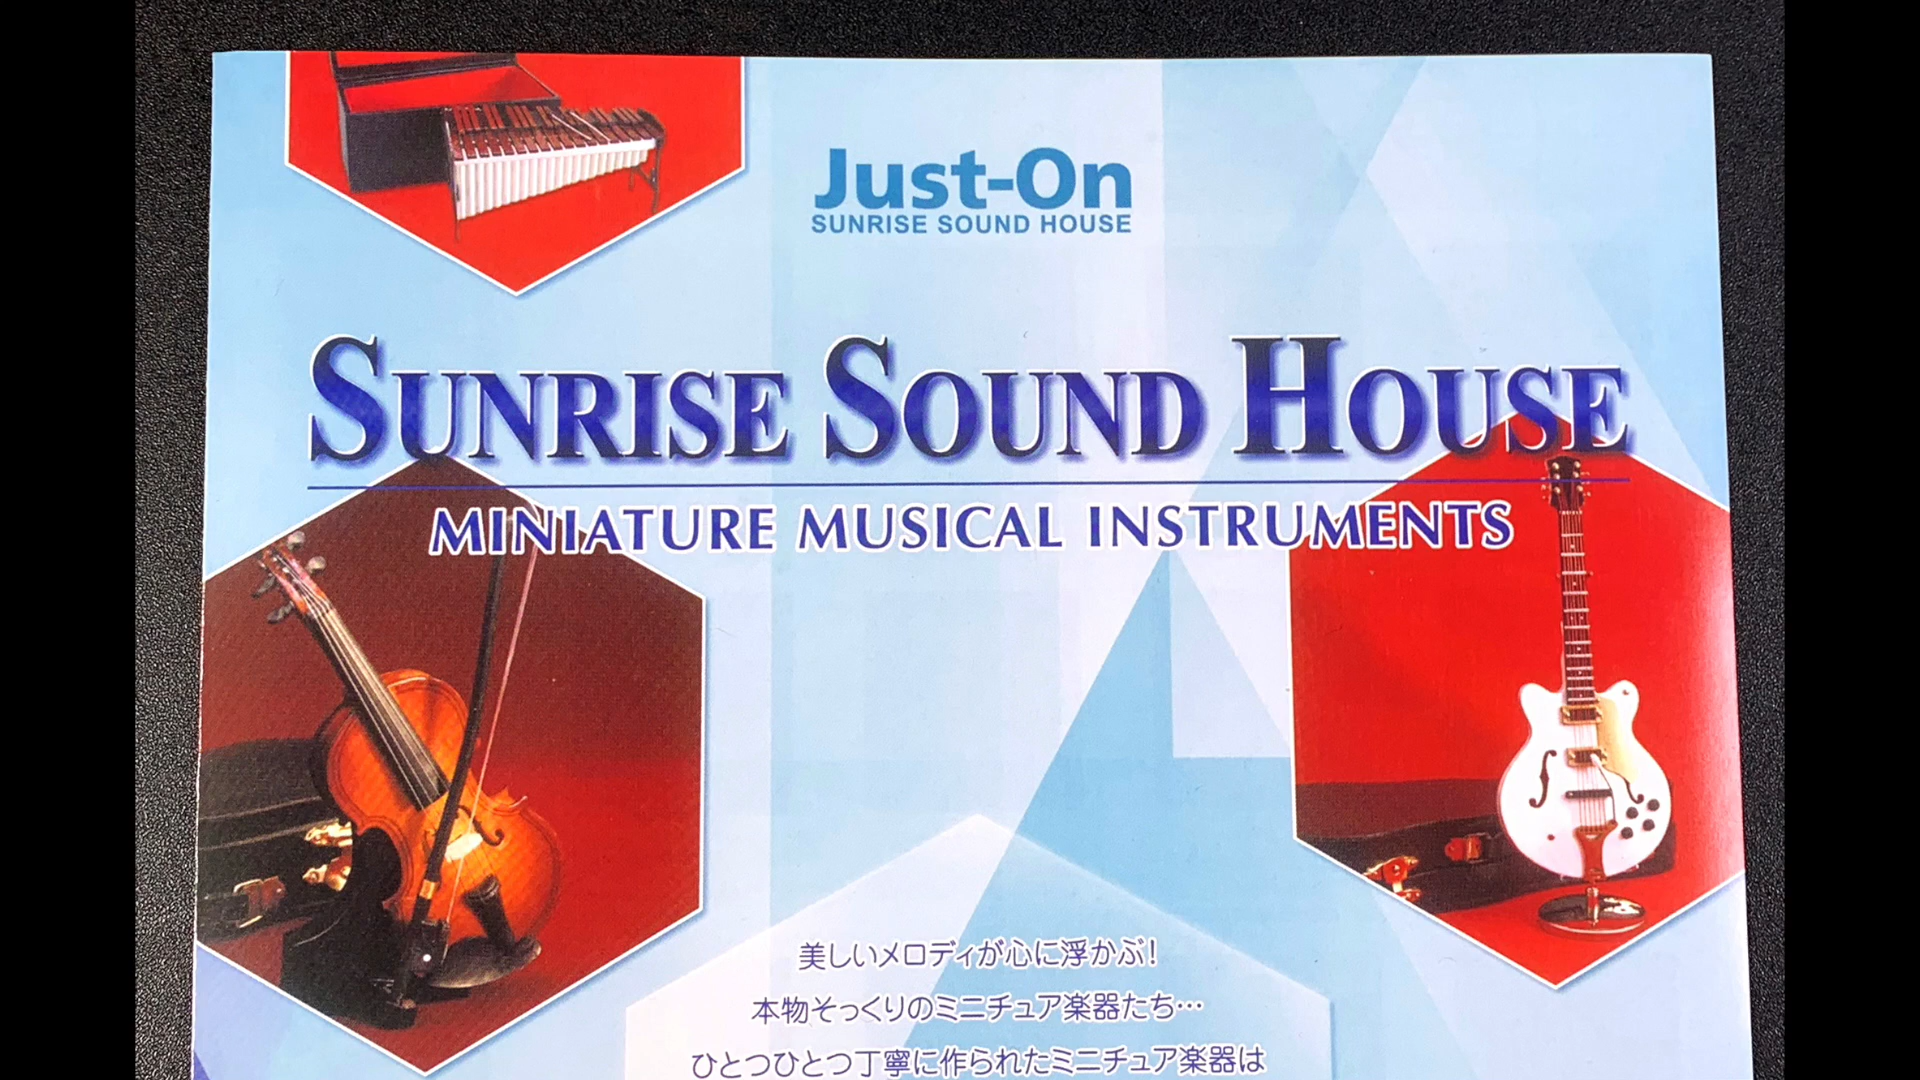 Just-On
SUNRISE SOUND HOUSE
SUNRISE SOUND HOUSE
MINIATURE MUSICAL INSTRUMENTS
美しいメロディが心に浮かぶ！
本物そっくりのミニチュア楽器たち…
ひとつひとつ丁寧に作られたミニチュア楽器は